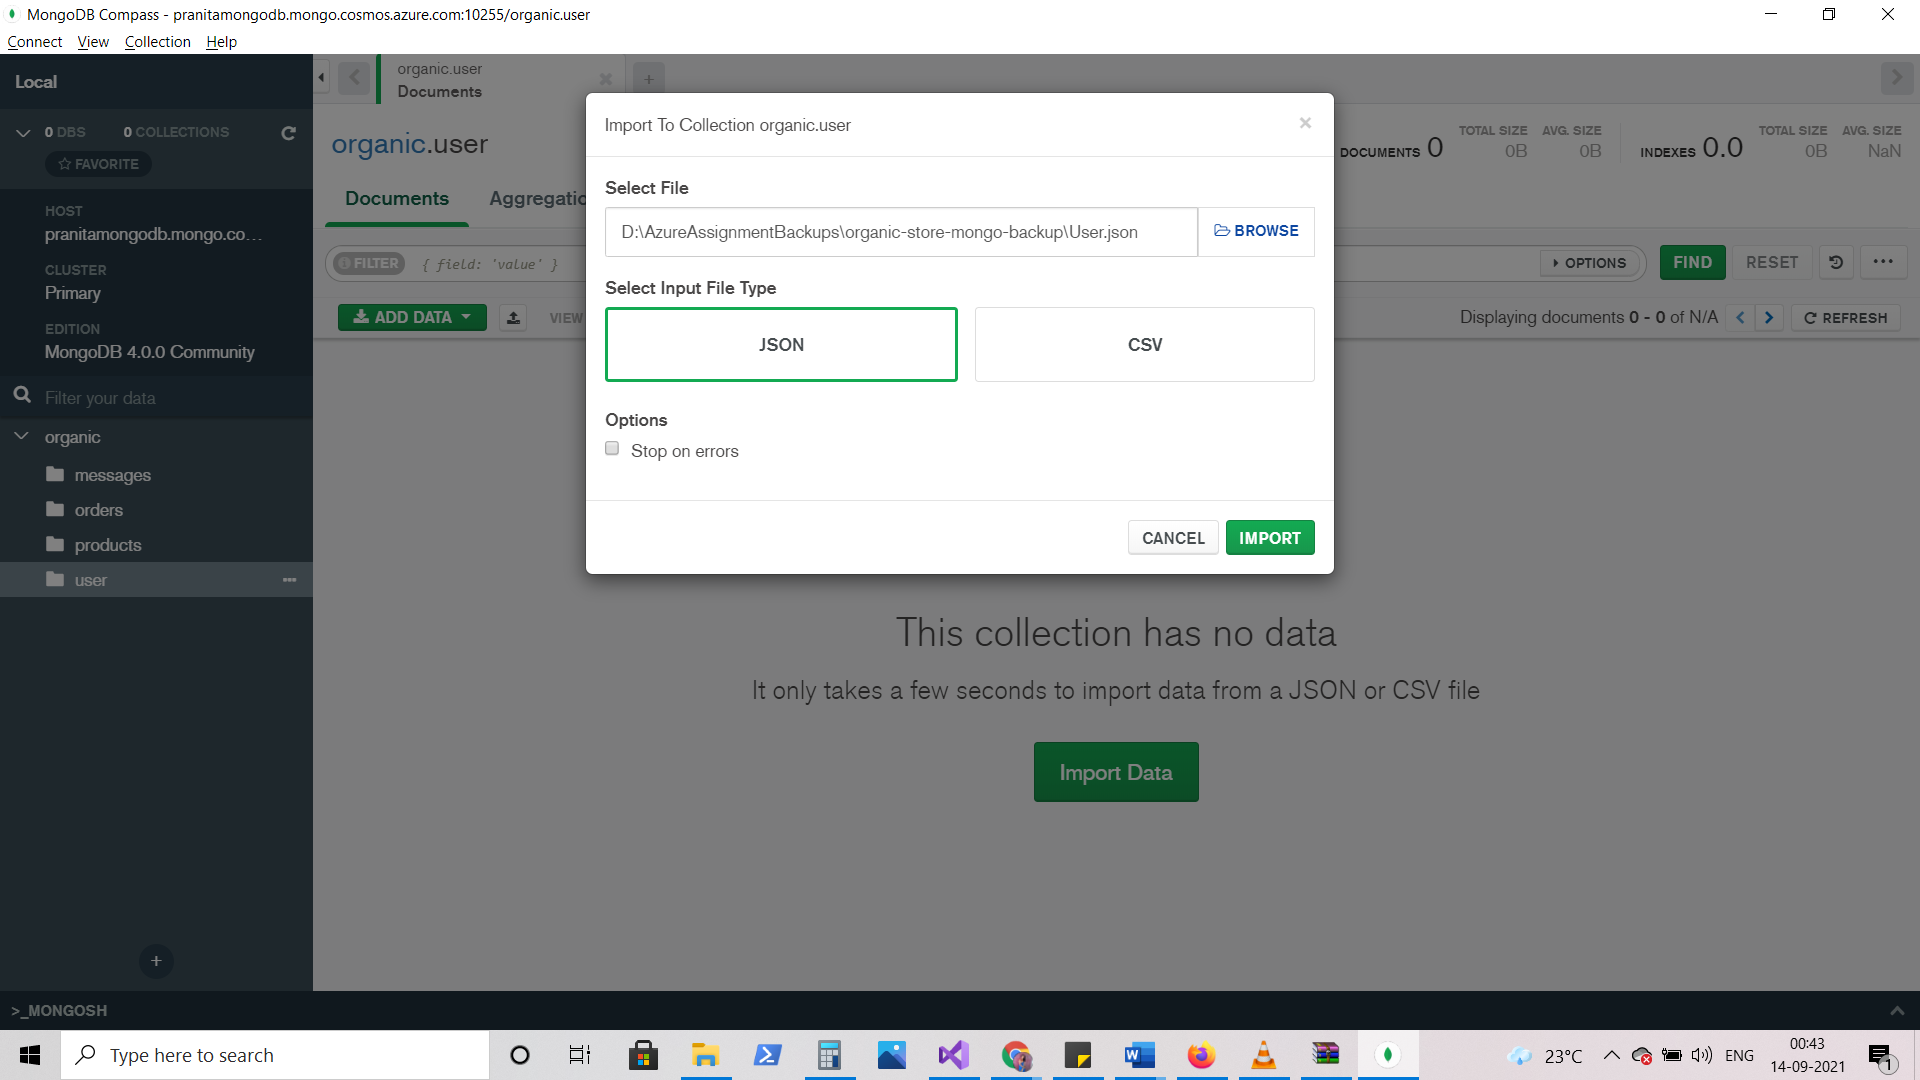 MongoDB Compass - pranitamongodb.mongo.cosmos.azure.com:10255/organic.user
Connect View Collection Help
Local
0 DBS 0 COLLECTIONS
FAVORITE
HOST
pranitamongodb.mongo.co...
CLUSTER
Primary
EDITION
MongoDB 4.0.0 Community
Filter your data
organic
messages
orders
products
user
>_MONGOSH
organic.user
Documents
organic.user
DOCUMENTS 0
TOTAL SIZE AVG. SIZE
0B 0B
INDEXES 0.0
TOTAL SIZE AVG. SIZE
0B NaN
Documents Aggregatio
FILTER { field: 'value' }
OPTIONS FIND RESET
ADD DATA VIEW
Displaying documents 0 - 0 of N/A REFRESH
Import To Collection organic.user
Select File
D:\AzureAssignmentBackups\organic-store-mongo-backup\User.json BROWSE
Select Input File Type
JSON CSV
Options
Stop on errors
CANCEL IMPORT
This collection has no data
It only takes a few seconds to import data from a JSON or CSV file
Import Data
Type here to search
23°C ENG
00:43
14-09-2021
1